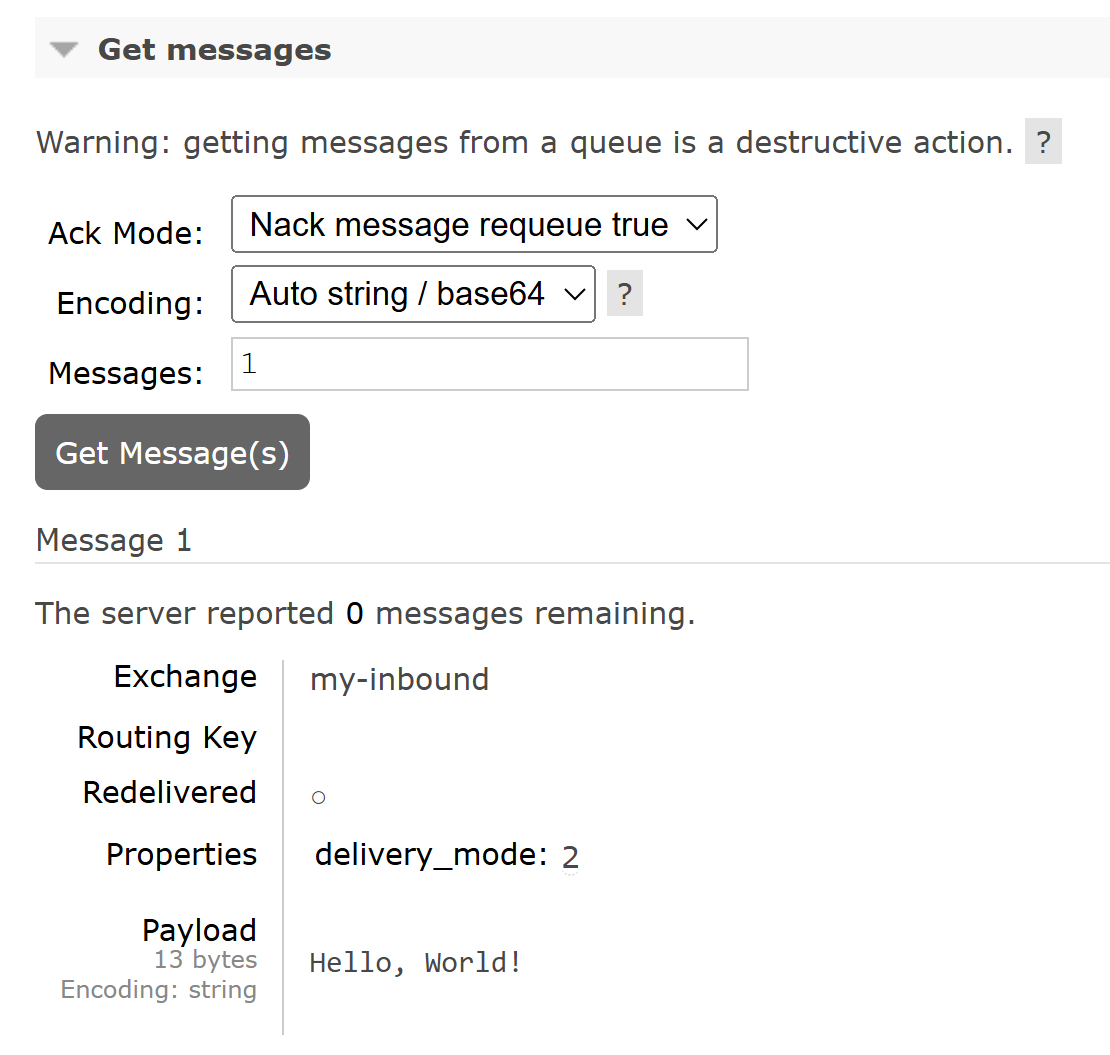 Get messages
Warning: getting messages from a queue is a destructive action. ?
Ack Mode: Nack message requeue true
Encoding: Auto string / base64 ?
Messages: 1
Get Message(s)
Message 1
The server reported 0 messages remaining.
Exchange my-inbound
Routing Key
Redelivered ○
Properties delivery_mode: 2
Payload
13 bytes
Hello, World!
Encoding: string